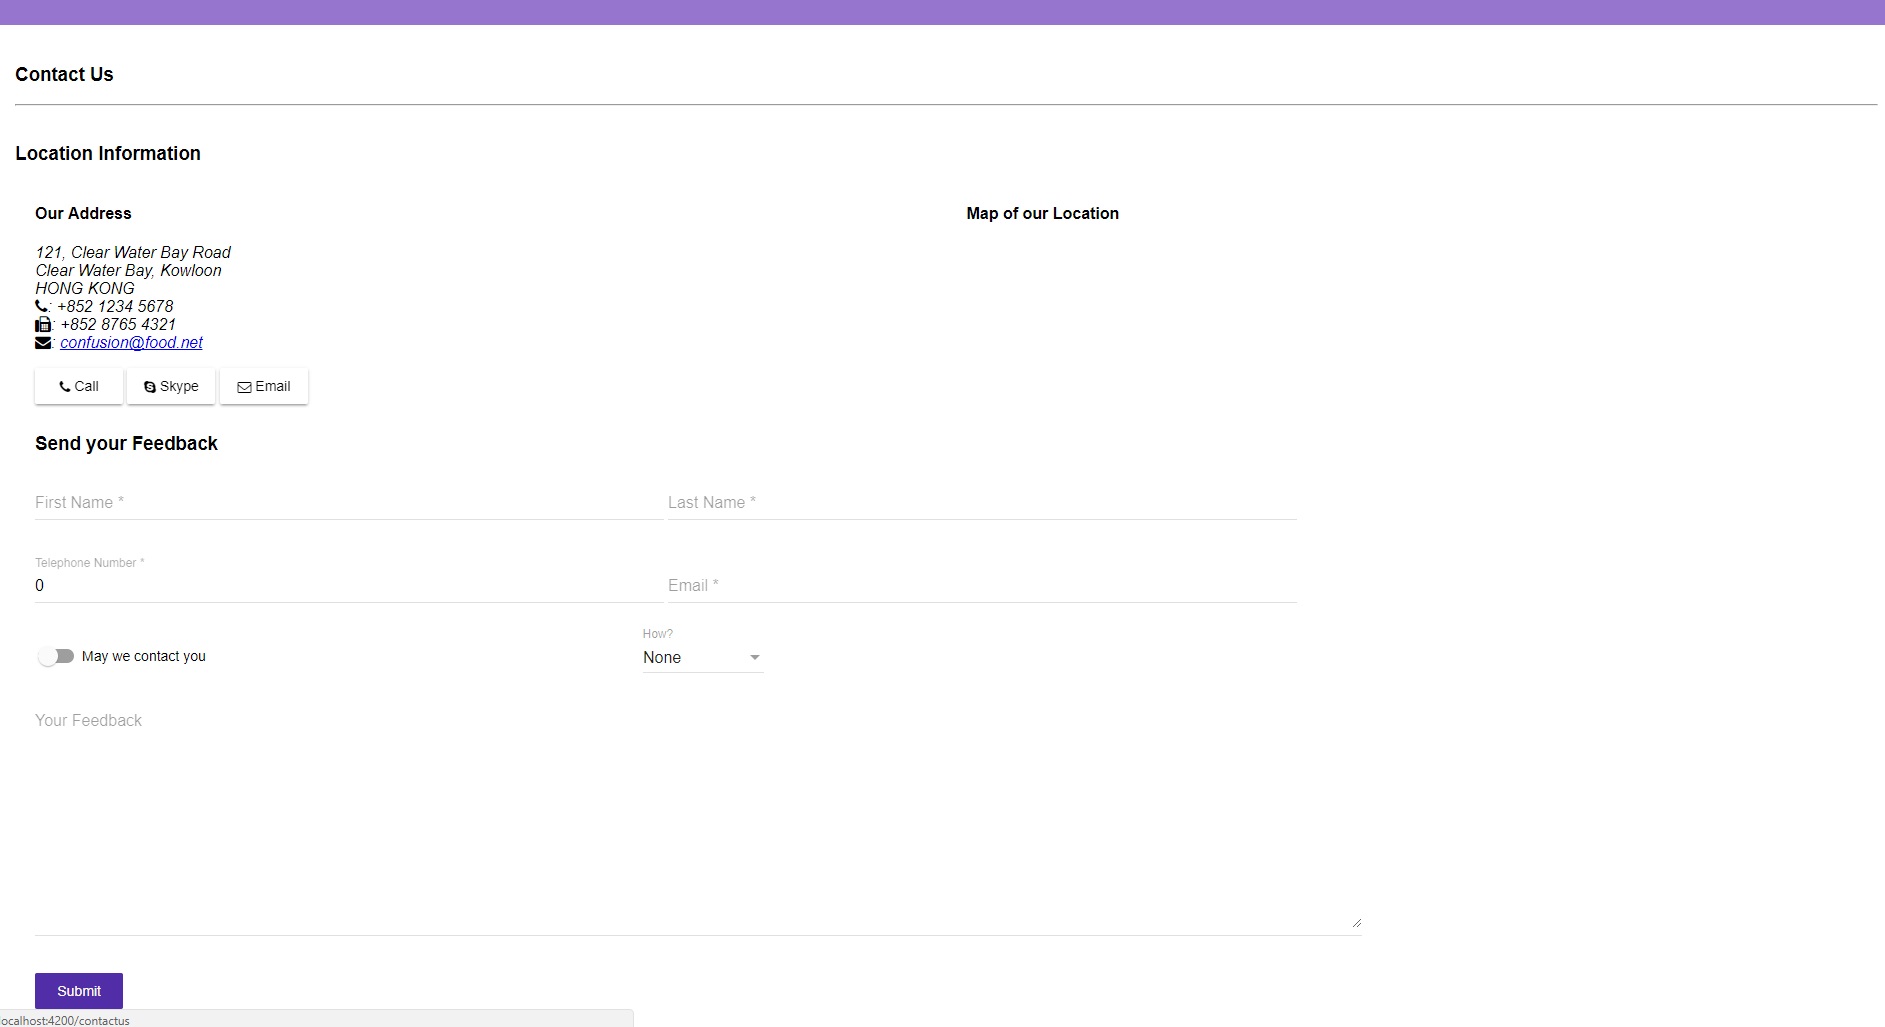 Contact Us
Location Information
Our Address
121, Clear Water Bay Road
Clear Water Bay, Kowloon
HONG KONG
: +852 1234 5678
: +852 8765 4321
: confusion@food.net
Call
Skype
Email
Map of our Location
Send your Feedback
First Name *
Last Name *
Telephone Number *
0
Email *
May we contact you
How?
None
Your Feedback
Submit
ocalhost:4200/contactus